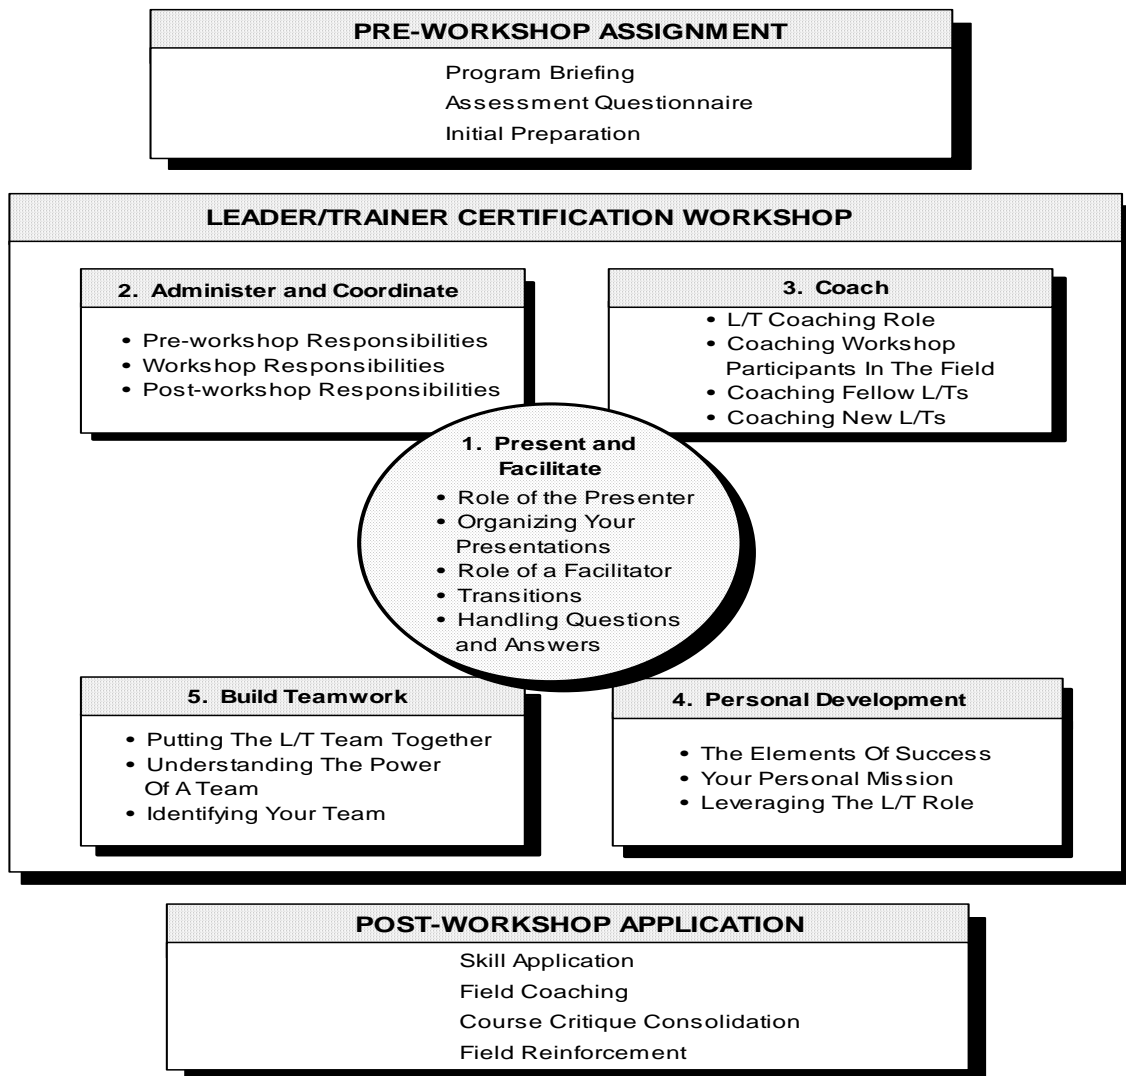 PRE-WORKSHOP ASSIGNMENT
Program Briefing
Assessment Questionnaire
Initial Preparation
LEADER/TRAINER CERTIFICATION WORKSHOP
2. Administer and Coordinate
• Pre-workshop Responsibilities
• Workshop Responsibilities
• Post-workshop Responsibilities
3. Coach
• L/T Coaching Role
• Coaching Workshop
Participants In The Field
• Coaching Fellow L/Ts
• Coaching New L/Ts
1. Present and
Facilitate
• Role of the Presenter
• Organizing Your
Presentations
• Role of a Facilitator
• Transitions
• Handling Questions
and Answers
5. Build Teamwork
• Putting The L/T Team Together
• Understanding The Power
Of A Team
• Identifying Your Team
4. Personal Development
• The Elements Of Success
• Your Personal Mission
• Leveraging The L/T Role
POST-WORKSHOP APPLICATION
Skill Application
Field Coaching
Course Critique Consolidation
Field Reinforcement